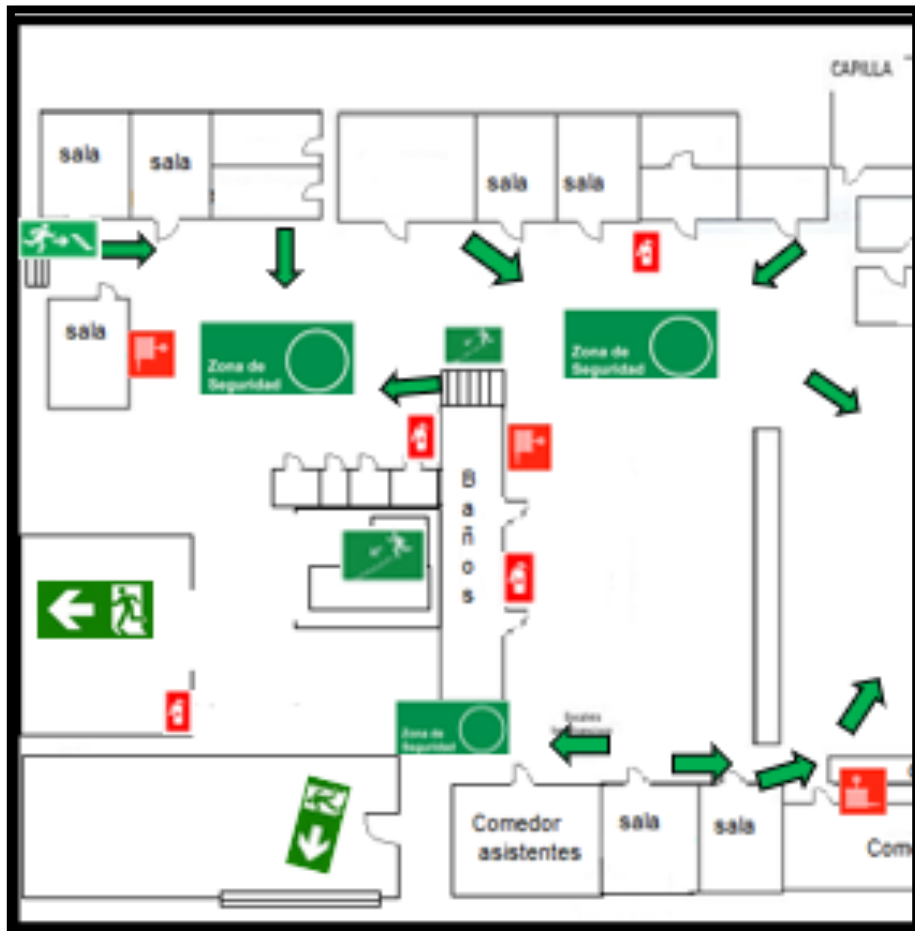 CAPILLA
sala
sala
sala
sala
sala
Zona de
Seguridad
Zona de
Seguridad
B
a
ñ
o
s
Zona de
Seguridad
Comedor
asistentes
sala
sala
Com